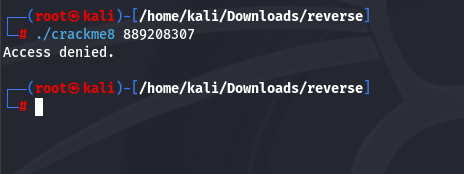 ┌──(root㉿kali)-[/home/kali/Downloads/reverse]
└─# ./crackme8 889208307
Access denied.
┌──(root㉿kali)-[/home/kali/Downloads/reverse]
└─#